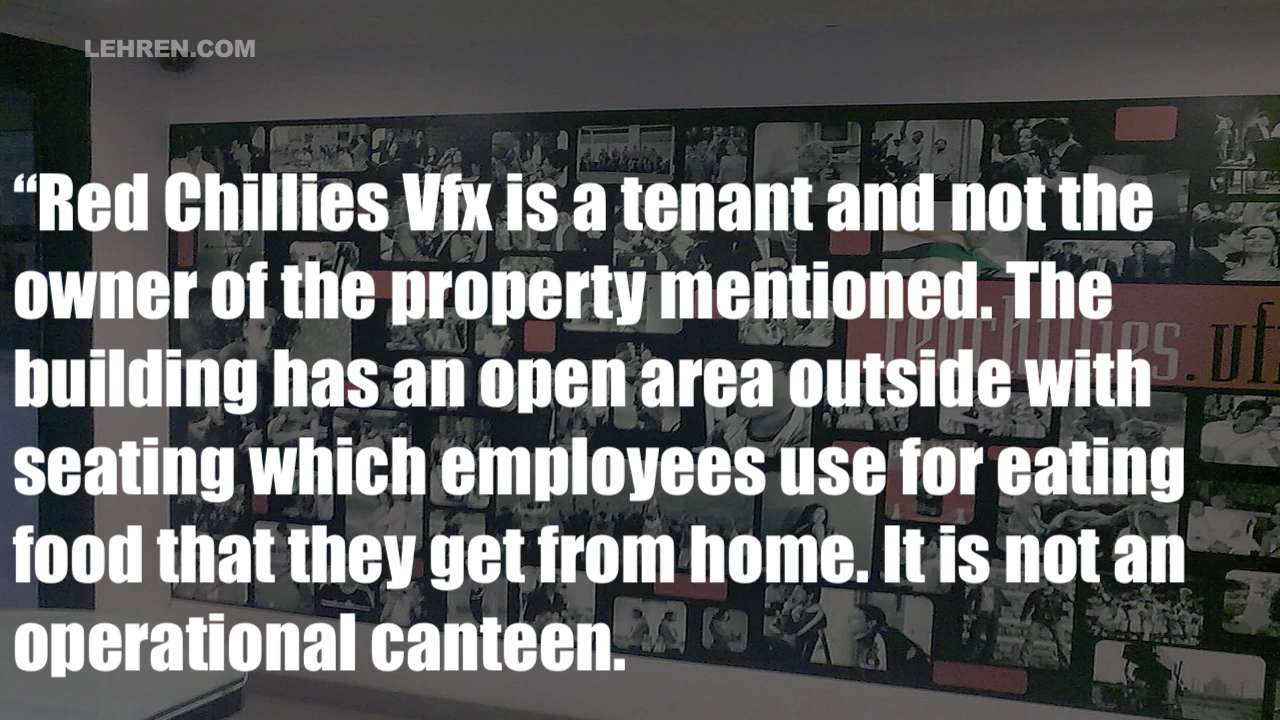 LEHREN.COM
“Red Chillies Vfx is a tenant and not the
owner of the property mentioned. The
building has an open area outside with
seating which employees use for eating
food that they get from home. It is not an
operational canteen.
redchillies.vfx